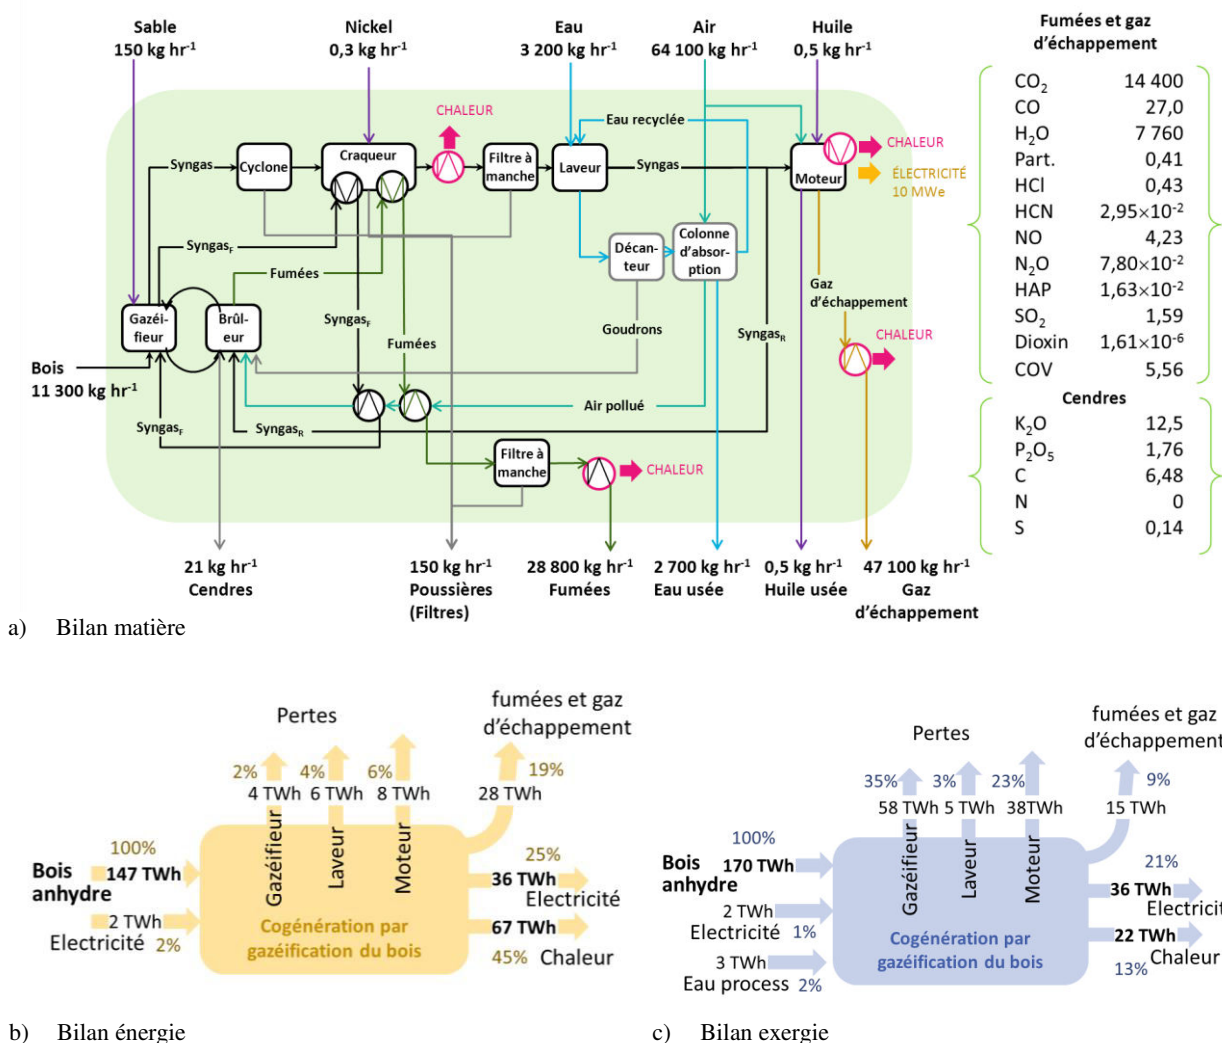 Sable
150 kg hr-1
Nickel
0,3 kg hr-1
Eau
3 200 kg hr-1
Air
64 100 kg hr-1
Huile
0,5 kg hr-1
CHALEUR
Eau recyclée
Syngas
Cyclone
Craqueur
Filtre à
manche
Laveur
Syngas
Moteur
CHALEUR
ÉLECTRICITÉ
10 MWe
SyngasF
Fumées
Décan-
teur
Colonne
d'absor-
ption
Gazéi-
fieur
Brûl-
eur
SyngasF
Fumées
Goudrons
SyngasR
Gaz
d'échappement
CHALEUR
Bois
11 300 kg hr-1
Air pollué
SyngasF
SyngasR
Filtre à
manche
CHALEUR
21 kg hr-1
Cendres
150 kg hr-1
Poussières
(Filtres)
28 800 kg hr-1
Fumées
2 700 kg hr-1
Eau usée
0,5 kg hr-1
Huile usée
47 100 kg hr-1
Gaz
d'échappement
Fumées et gaz
d'échappement
CO2 14 400
CO 27,0
H2O 7 760
Part. 0,41
HCl 0,43
HCN 2,95×10-2
NO 4,23
N2O 7,80×10-2
HAP 1,63×10-2
SO2 1,59
Dioxin 1,61×10-6
COV 5,56
Cendres
K2O 12,5
P2O5 1,76
C 6,48
N 0
S 0,14
a) Bilan matière
Pertes
fumées et gaz
d'échappement
2%
4 TWh
4%
6 TWh
6%
8 TWh
19%
28 TWh
Gazéifieur
Laveur
Moteur
100%
Bois
anhydre
147 TWh
2 TWh
Electricité 2%
Cogénération par
gazéification du bois
25%
36 TWh
Electricité
67 TWh
45% Chaleur
b) Bilan énergie
Pertes
fumées et gaz
d'échappement
35%
58 TWh
3%
5 TWh
23%
38TWh
9%
15 TWh
Gazéifieur
Laveur
Moteur
100%
Bois
anhydre
170 TWh
2 TWh
Electricité 1%
3 TWh
Eau process 2%
Cogénération par
gazéification du bois
21%
36 TWh
Electricit
22 TWh
Chaleur
13%
c) Bilan exergie